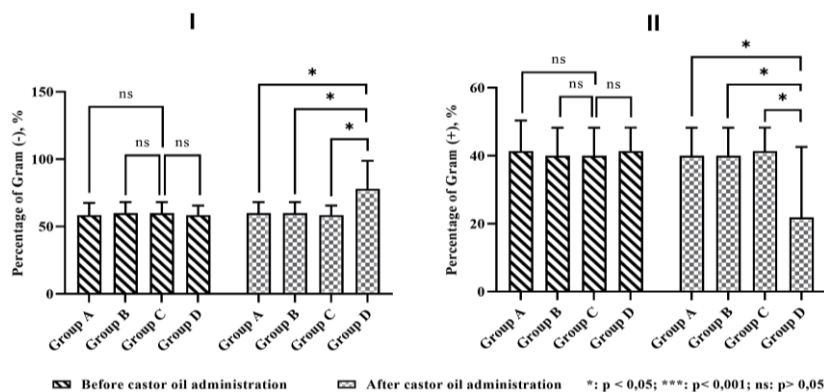 I
II
ns
ns
ns
*
*
*
ns
ns
ns
*
*
*
Percentage of Gram (-), %
150
100
50
0
Group A
Group B
Group C
Group D
Group A
Group B
Group C
Group D
Percentage of Gram (+), %
60
40
20
0
Group A
Group B
Group C
Group D
Group A
Group B
Group C
Group D
Before castor oil administration
After castor oil administration
*: p < 0,05; ***: p< 0,001; ns: p> 0,05